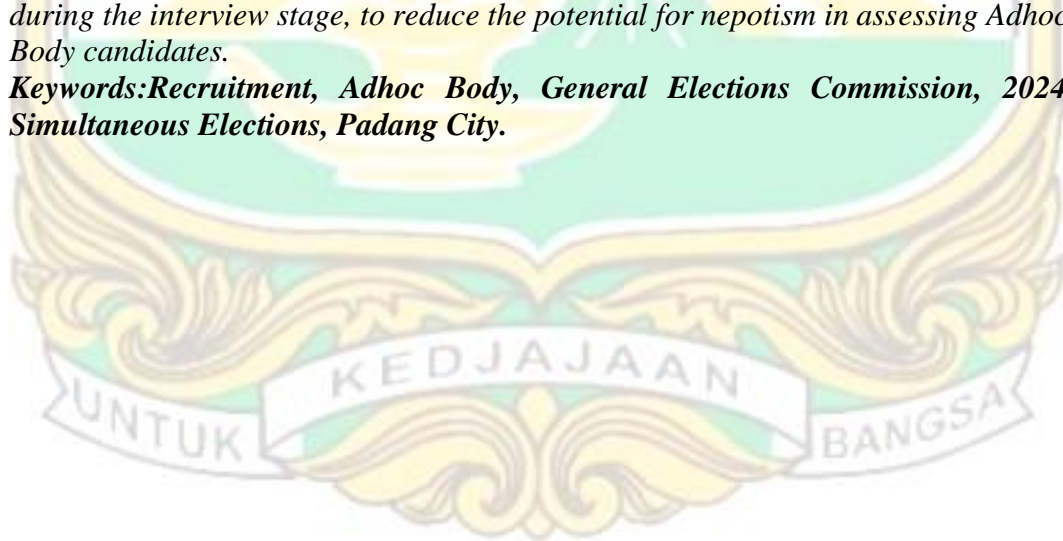 during the interview stage, to reduce the potential for nepotism in assessing Adhoc
Body candidates.
Keywords:Recruitment, Adhoc Body, General Elections Commission, 2024
Simultaneous Elections, Padang City.
UNTUK KEDJAJAAN BANGSA